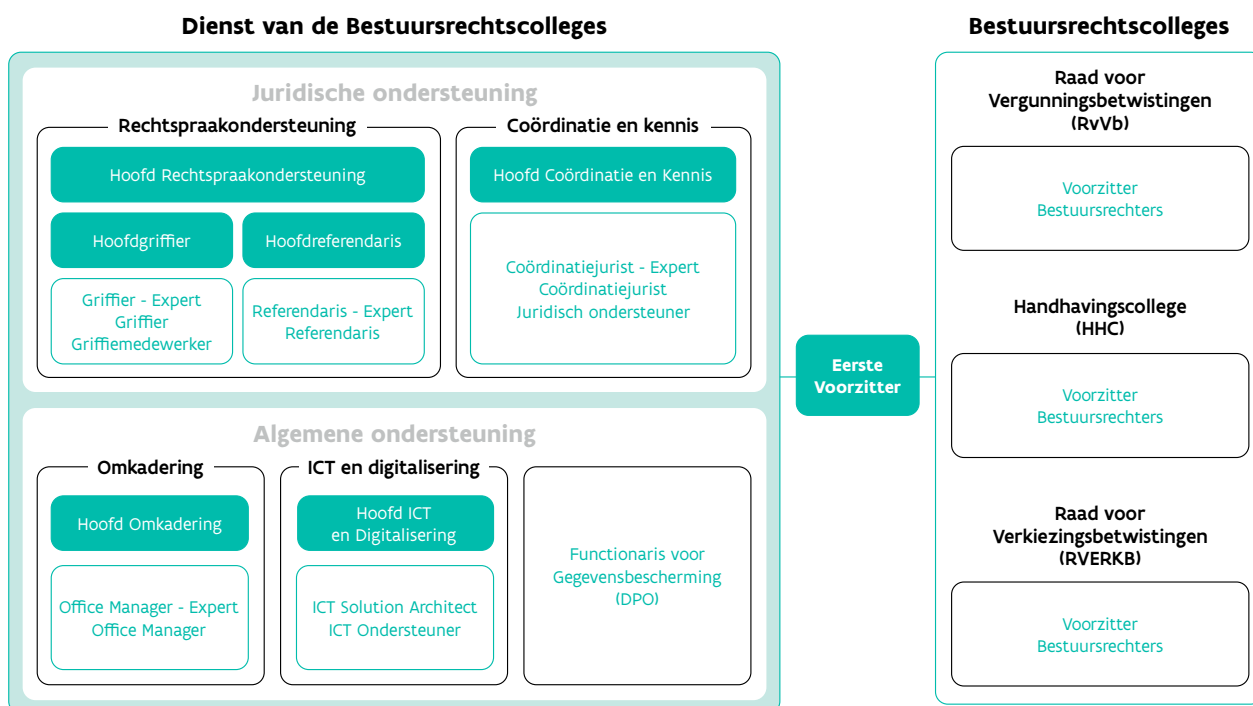 Dienst van de Bestuursrechtscolleges
Juridische ondersteuning
Rechtspraakondersteuning
Hoofd Rechtspraakondersteuning
Hoofdgriffier
Hoofdreferendaris
Griffier - Expert
Griffier
Griffiemedewerker
Referendaris - Expert
Referendaris
Coördinatie en kennis
Hoofd Coördinatie en Kennis
Coördinatiejurist - Expert
Coördinatiejurist
Juridisch ondersteuner
Algemene ondersteuning
Omkadering
Hoofd Omkadering
Office Manager - Expert
Office Manager
ICT en digitalisering
Hoofd ICT
en Digitalisering
ICT Solution Architect
ICT Ondersteuner
Functionaris voor
Gegevensbescherming
(DPO)
Eerste
Voorzitter
Bestuursrechtscolleges
Raad voor
Vergunningsbetwistingen
(RvVb)
Voorzitter
Bestuursrechters
Handhavingscollege
(HHC)
Voorzitter
Bestuursrechters
Raad voor
Verkiezingsbetwistingen
(RVERKB)
Voorzitter
Bestuursrechters